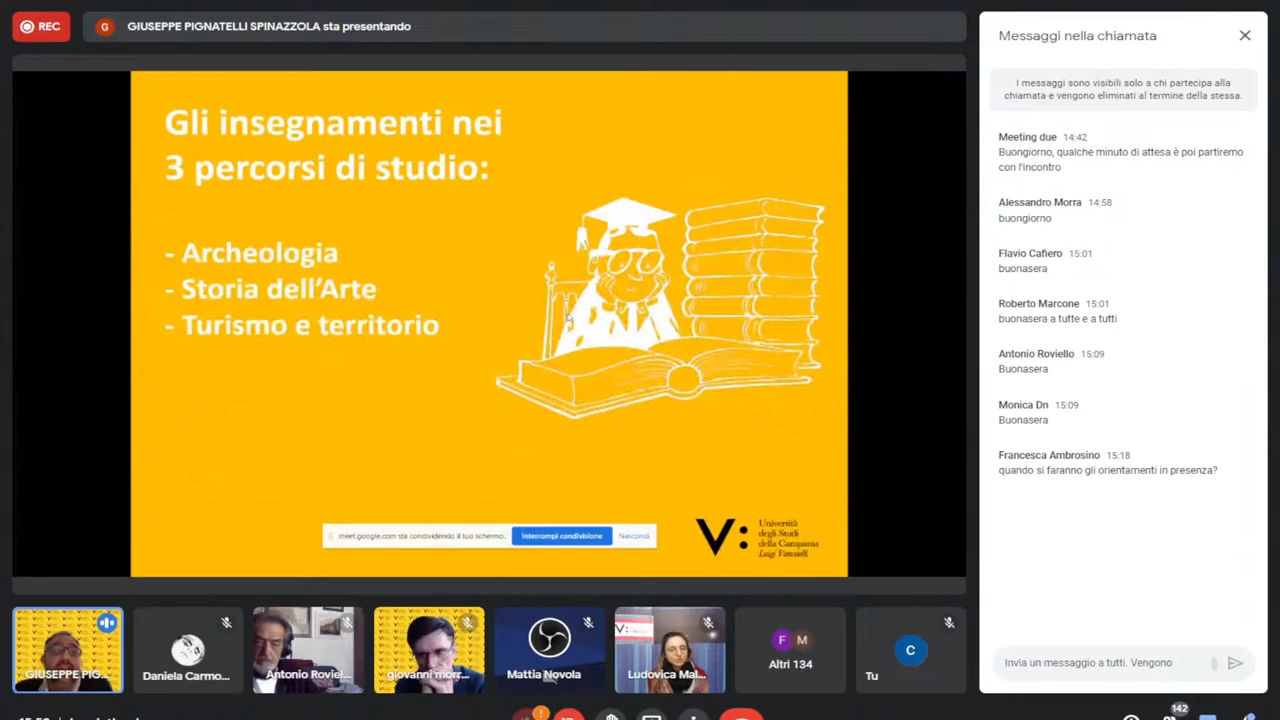 REC
G
GIUSEPPE PIGNATELLI SPINAZZOLA sta presentando
Gli insegnamenti nei
3 percorsi di studio:
- Archeologia
- Storia dell'Arte
- Turismo e territorio
meet.google.com sta condividendo il tuo schermo.
Interrompi condivisione
Nascondi
V:
Università
degli Studi
della Campania
Luigi Vanvitelli
GIUSEPPE PIG...
Daniela Carmo...
Antonio Roviel...
giovanni morr...
Mattia Novola
Ludovica Mal...
F M
Altri 134
C
Tu
Messaggi nella chiamata
I messaggi sono visibili solo a chi partecipa alla
chiamata e vengono eliminati al termine della stessa.
Meeting due 14:42
Buongiorno, qualche minuto di attesa è poi partiremo
con l'incontro
Alessandro Morra 14:58
buongiorno
Flavio Cafiero 15:01
buonasera
Roberto Marcone 15:01
buonasera a tutte e a tutti
Antonio Roviello 15:09
Buonasera
Monica Dn 15:09
Buonasera
Francesca Ambrosino 15:18
quando si faranno gli orientamenti in presenza?
Invia un messaggio a tutti. Vengono
142